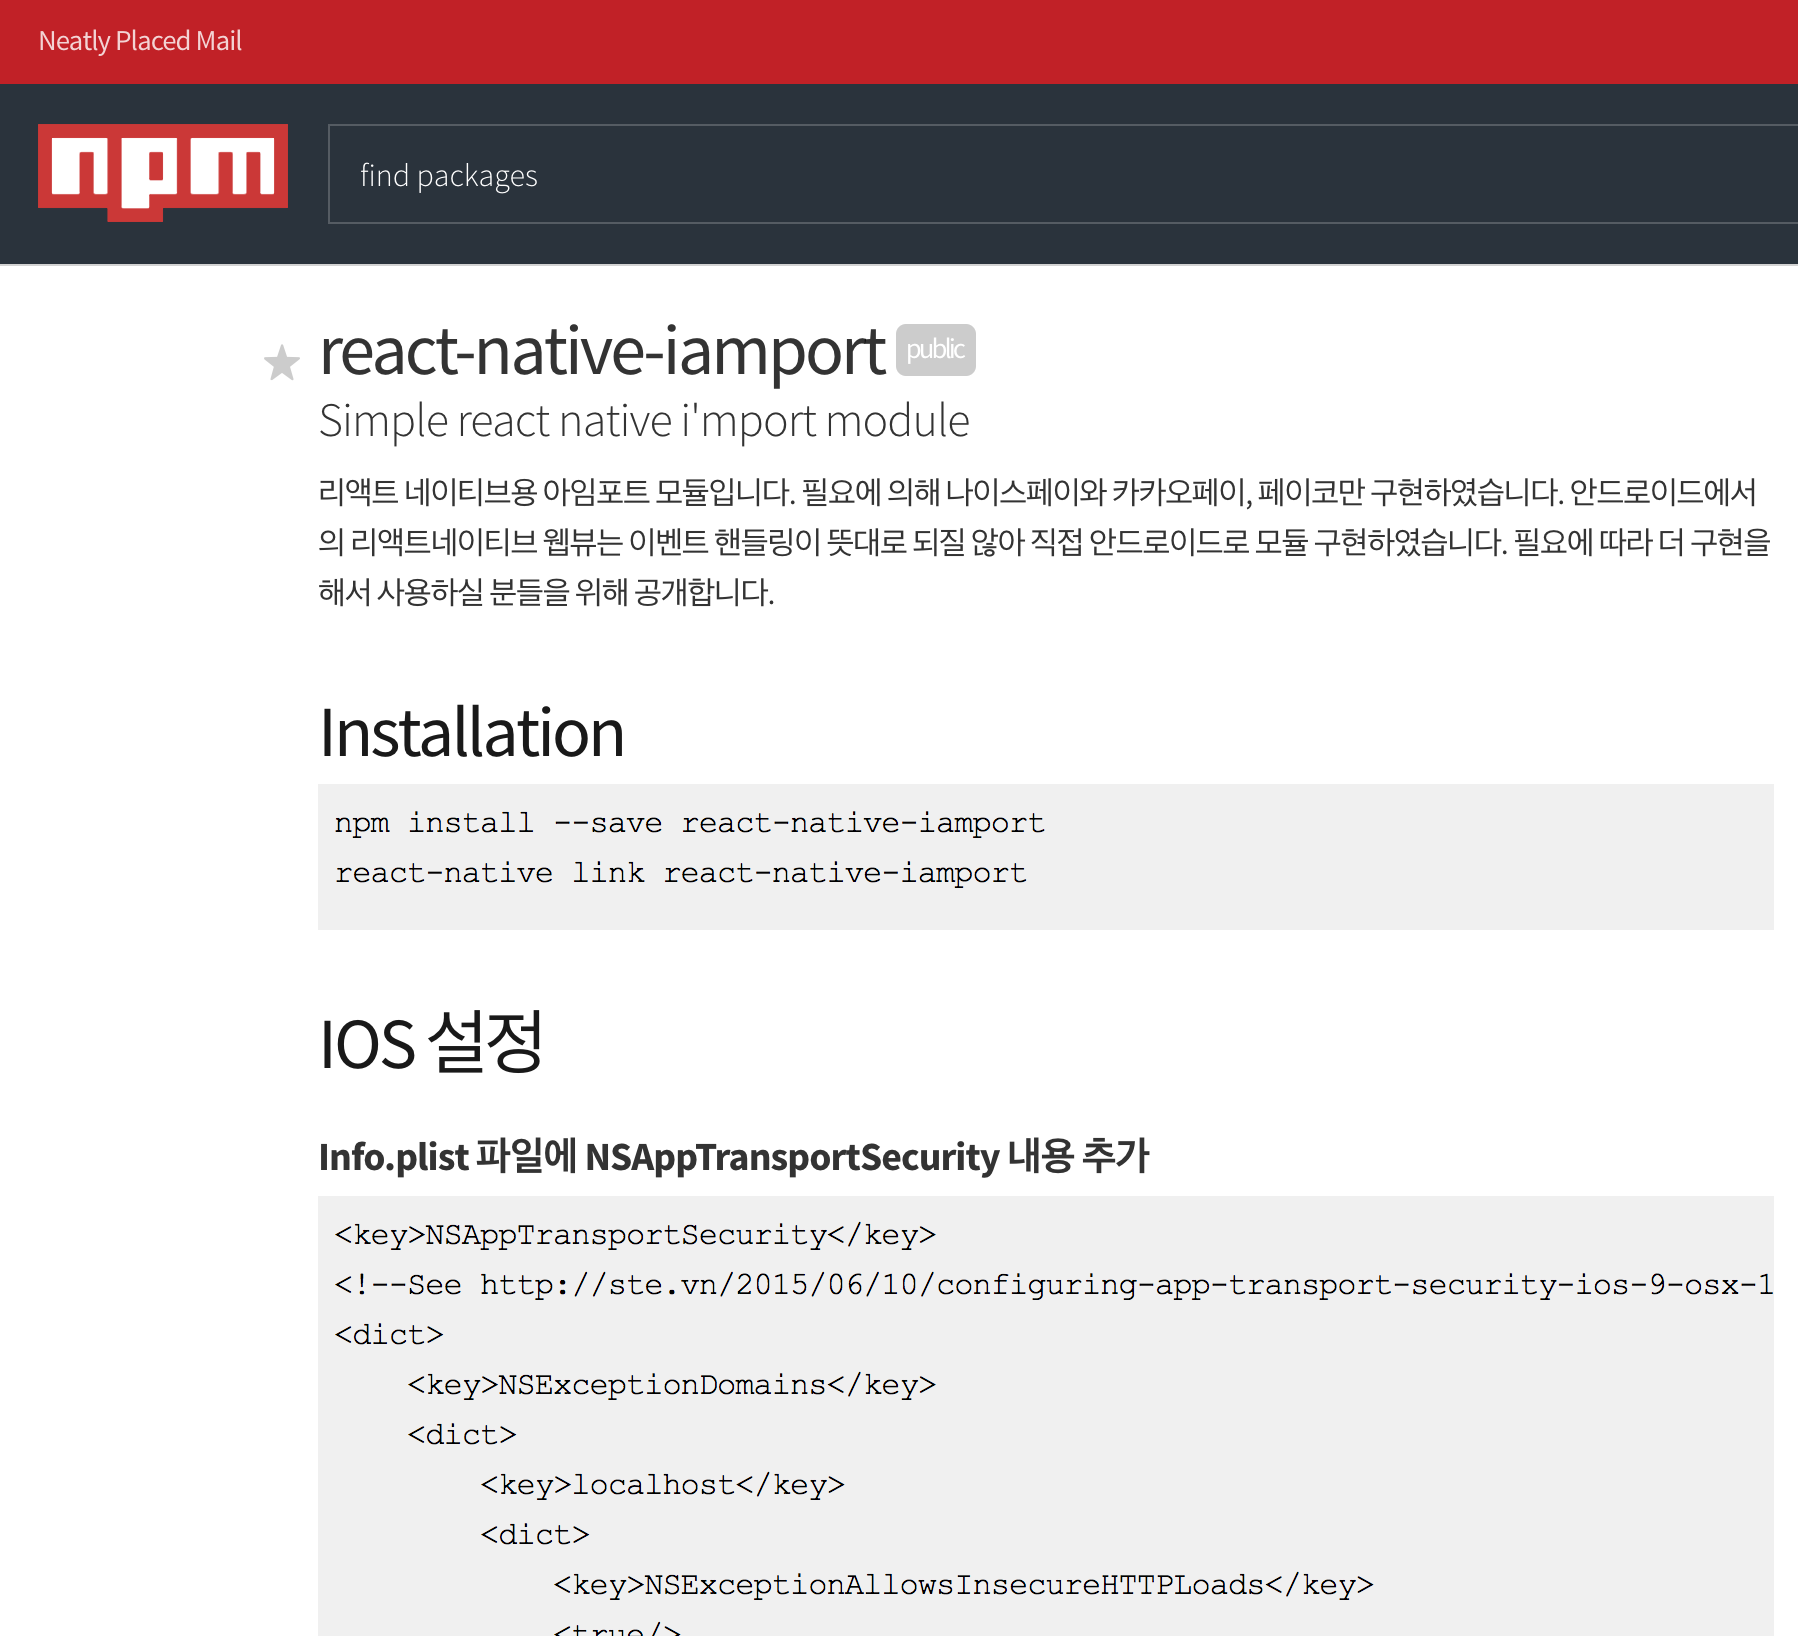 Neatly Placed Mail
npm
find packages
react-native-iamport public
Simple react native i'mport module
리액트 네이티브용 아임포트 모듈입니다. 필요에 의해 나이스페이와 카카오페이, 페이코만 구현하였습니다. 안드로이드에서
의 리액트네이티브 웹뷰는 이벤트 핸들링이 뜻대로 되질 않아 직접 안드로이드로 모듈 구현하였습니다. 필요에 따라 더 구현을
해서 사용하실 분들을 위해 공개합니다.
Installation
npm install --save react-native-iamport
react-native link react-native-iamport
IOS 설정
Info.plist 파일에 NSAppTransportSecurity 내용 추가
<key>NSAppTransportSecurity</key>
<!--See http://ste.vn/2015/06/10/configuring-app-transport-security-ios-9-osx-1
<dict>
    <key>NSExceptionDomains</key>
    <dict>
        <key>localhost</key>
        <dict>
            <key>NSExceptionAllowsInsecureHTTPLoads</key>
            <true/>